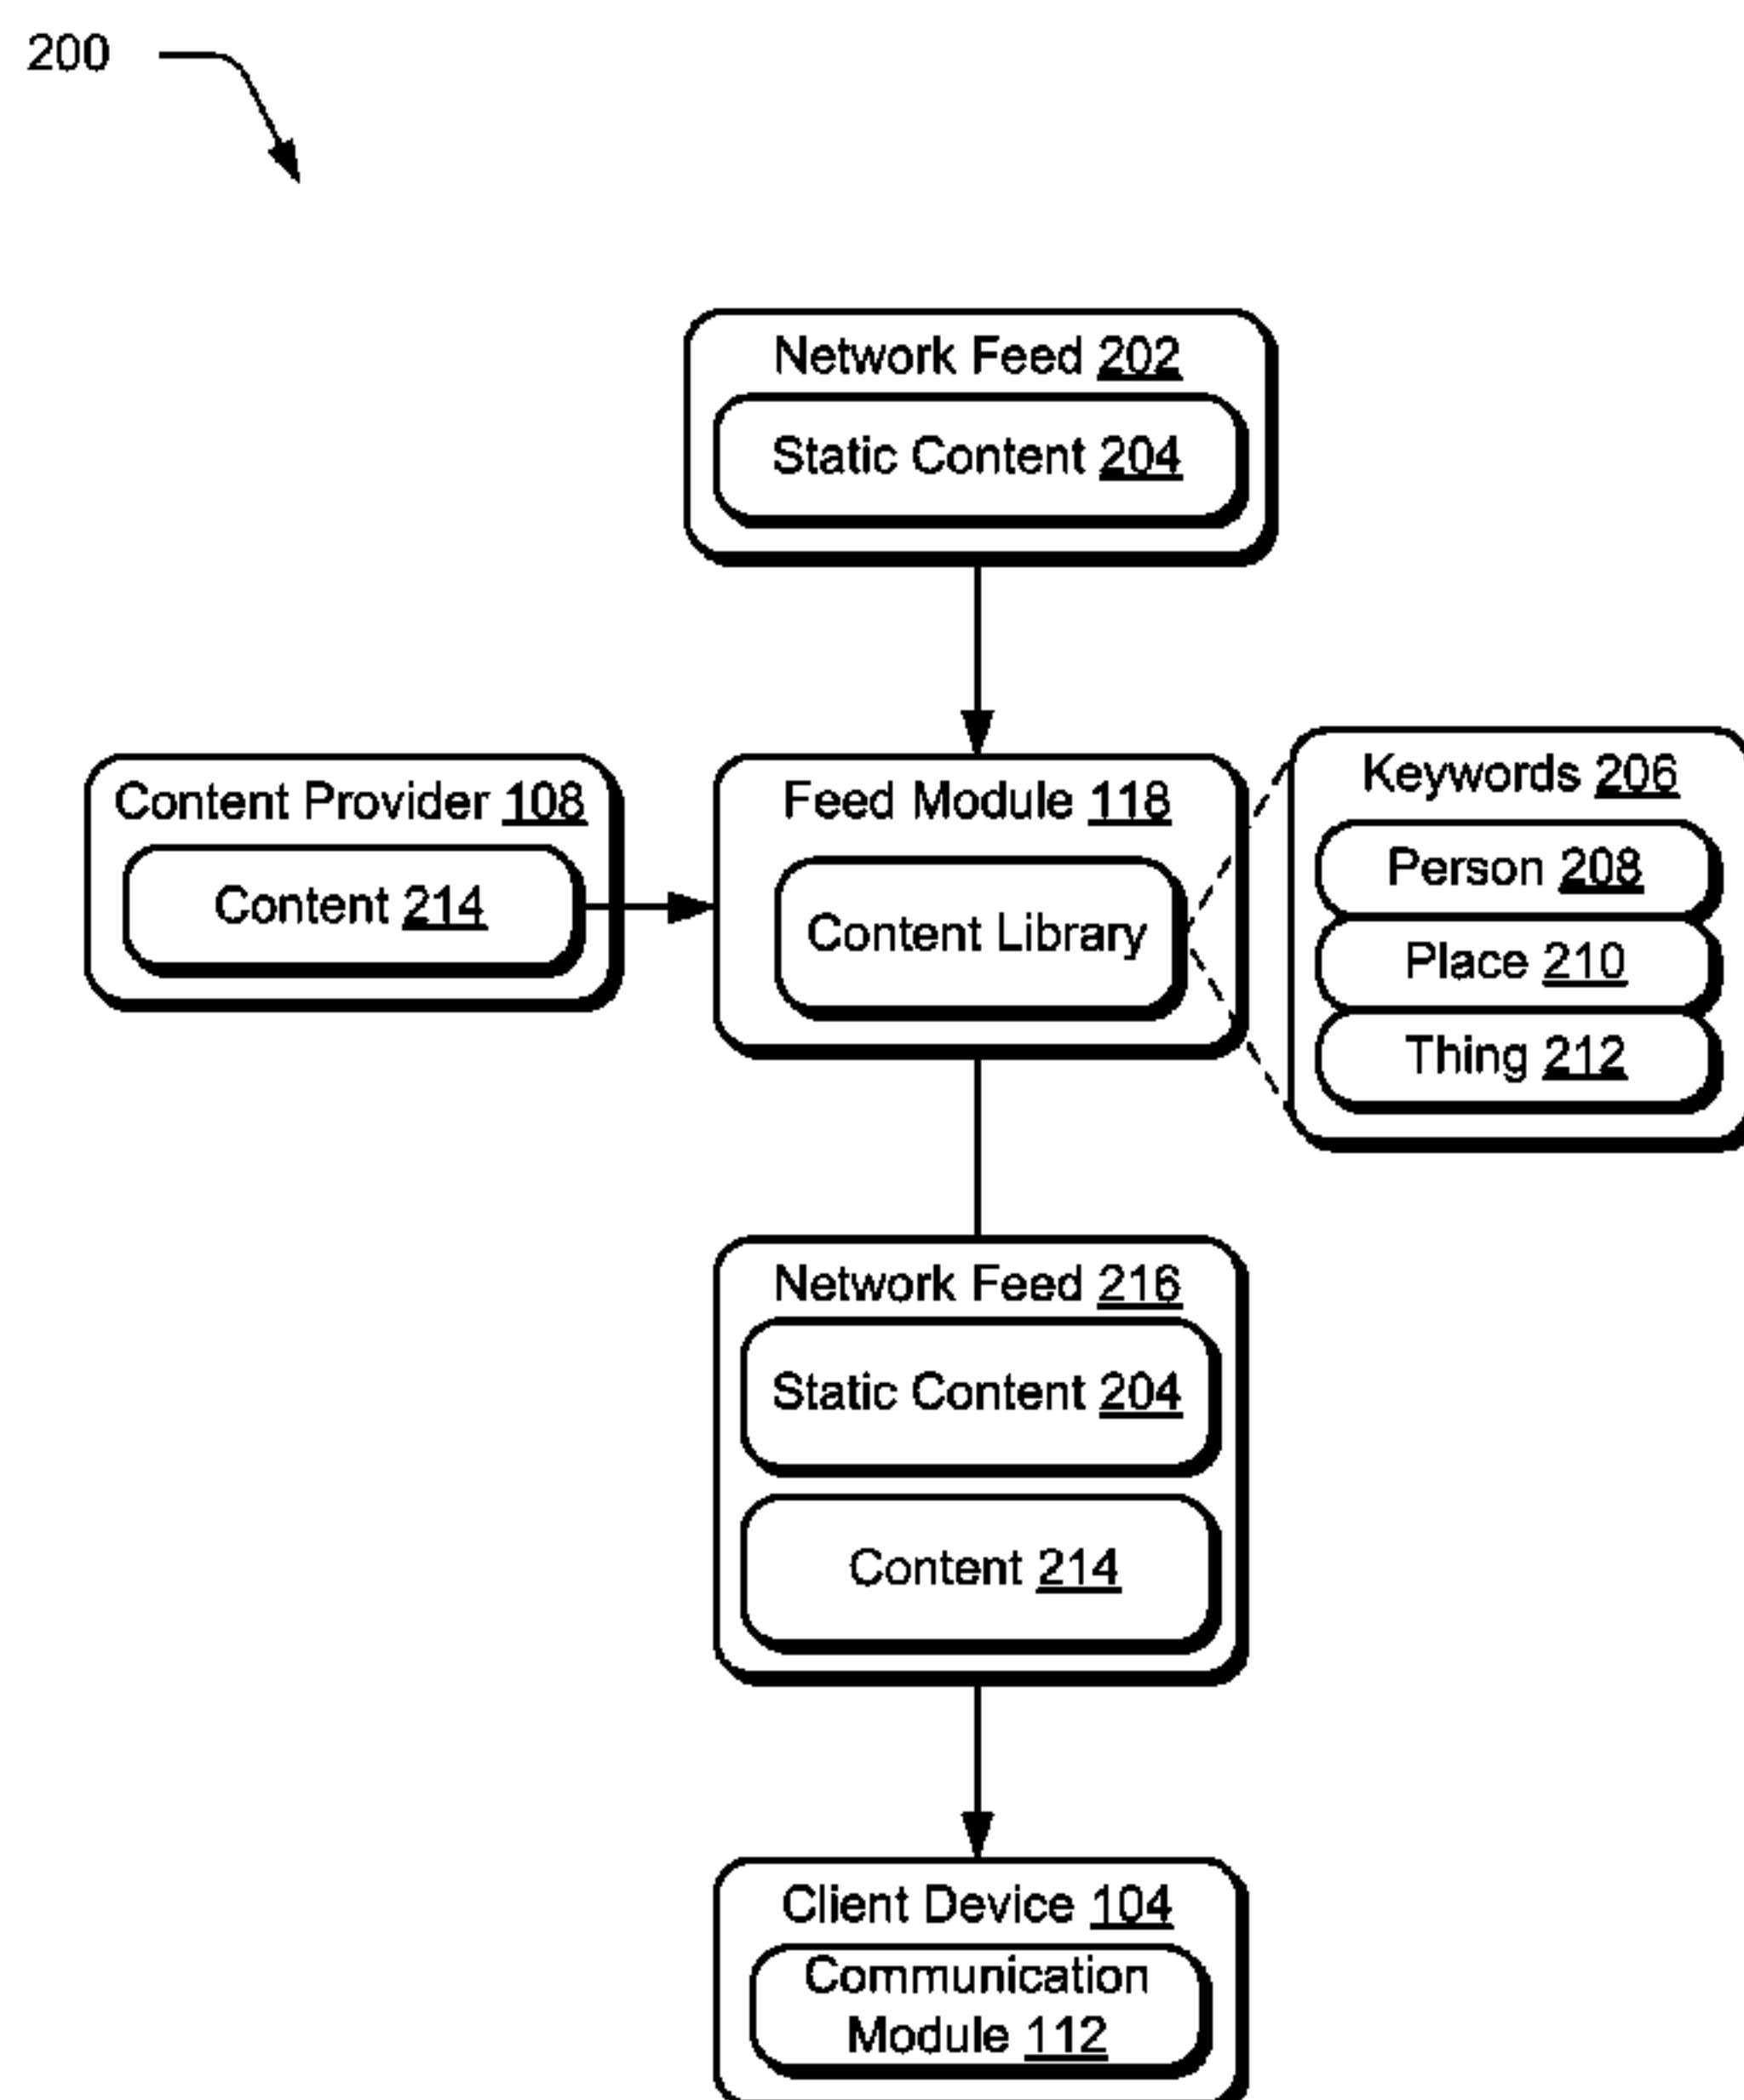 200
Network Feed 202
Static Content 204
Content Provider 108
Content 214
Feed Module 118
Content Library
Keywords 206
Person 208
Place 210
Thing 212
Network Feed 216
Static Content 204
Content 214
Client Device 104
Communication
Module 112